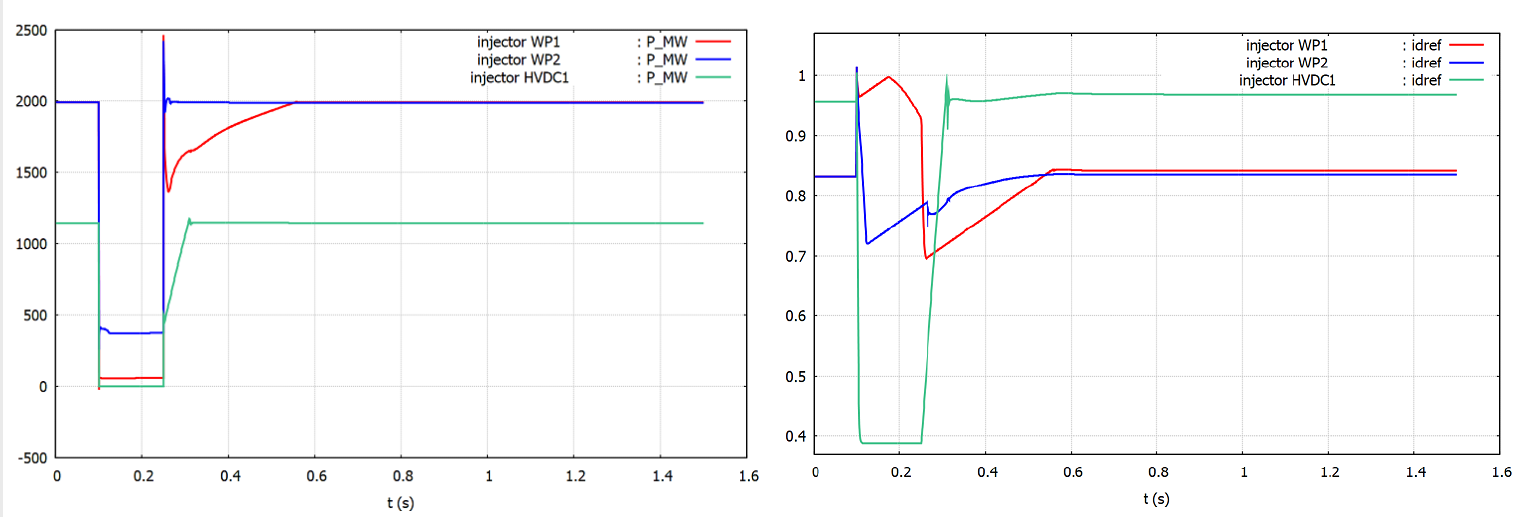 2500
2000
1500
1000
500
0
-500
injector WP1 : P_MW
injector WP2 : P_MW
injector HVDC1 : P_MW
0 0.2 0.4 0.6 0.8 1 1.2 1.4 1.6
t (s)
1
0.9
0.8
0.7
0.6
0.5
0.4
injector WP1 : idref
injector WP2 : idref
injector HVDC1 : idref
0 0.2 0.4 0.6 0.8 1 1.2 1.4 1.6
t (s)